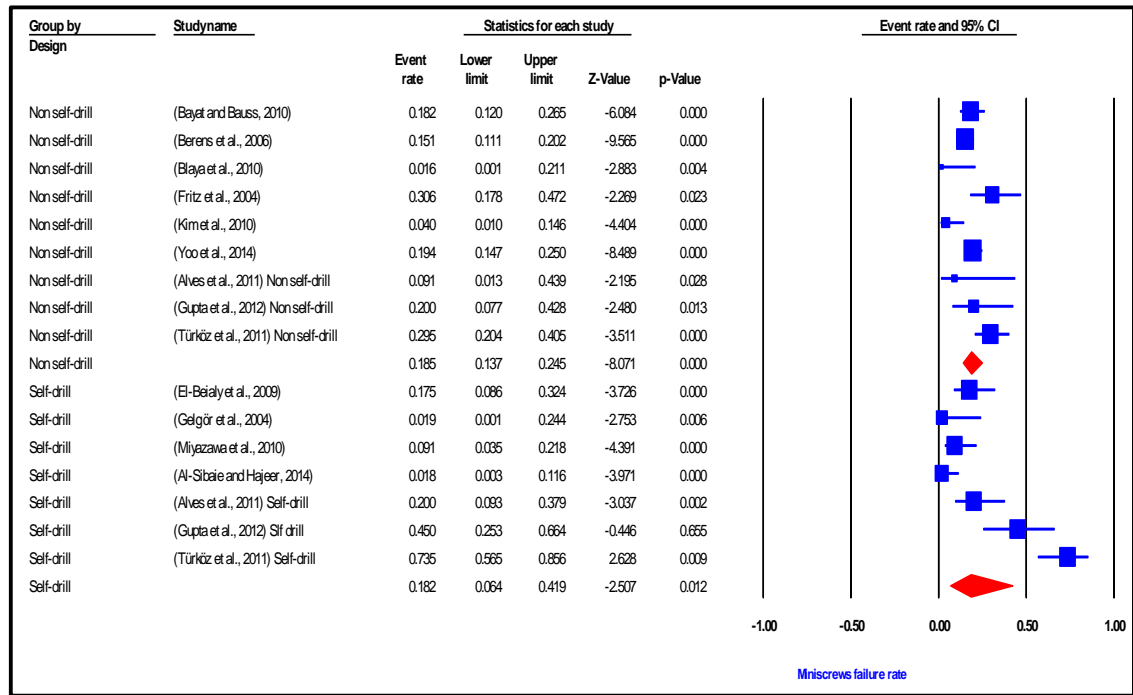 Group by Studyname Statistics for each study Event rate and 95% CI
Design
Event Lower Upper
rate limit limit Z-Value p-Value
Non self-drill (Bayat and Bauss, 2010) 0.182 0.120 0.265 -6.084 0.000
Non self-drill (Berens et al., 2006) 0.151 0.111 0.202 -9.565 0.000
Non self-drill (Blaya et al., 2010) 0.016 0.001 0.211 -2.883 0.004
Non self-drill (Fritz et al., 2004) 0.306 0.178 0.472 -2.269 0.023
Non self-drill (Kim et al., 2010) 0.040 0.010 0.146 -4.404 0.000
Non self-drill (Yoo et al., 2014) 0.194 0.147 0.250 -8.489 0.000
Non self-drill (Alves et al., 2011) Non self-drill 0.091 0.013 0.439 -2.195 0.028
Non self-drill (Gupta et al., 2012) Non self-drill 0.200 0.077 0.428 -2.480 0.013
Non self-drill (Türköz et al., 2011) Non self-drill 0.295 0.204 0.405 -3.511 0.000
Non self-drill 0.185 0.137 0.245 -8.071 0.000
Self-drill (El-Beialy et al., 2009) 0.175 0.086 0.324 -3.726 0.000
Self-drill (Gelgör et al., 2004) 0.019 0.001 0.244 -2.753 0.006
Self-drill (Miyazawa et al., 2010) 0.091 0.035 0.218 -4.391 0.000
Self-drill (Al-Sibaie and Hajeer, 2014) 0.018 0.003 0.116 -3.971 0.000
Self-drill (Alves et al., 2011) Self-drill 0.200 0.093 0.379 -3.037 0.002
Self-drill (Gupta et al., 2012) Slf drill 0.450 0.253 0.664 -0.446 0.655
Self-drill (Türköz et al., 2011) Self-drill 0.735 0.565 0.856 2.628 0.009
Self-drill 0.182 0.064 0.419 -2.507 0.012
-1.00 -0.50 0.00 0.50 1.00
Mniscrews failure rate